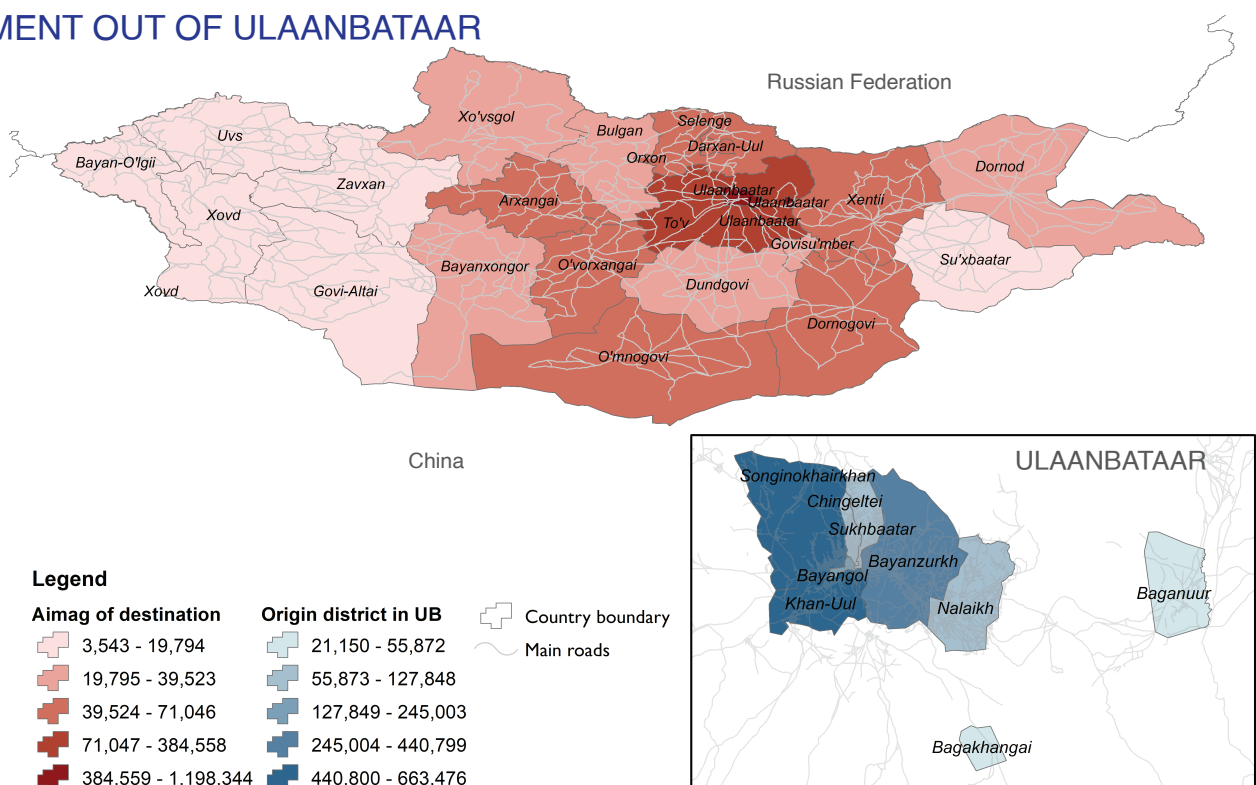 MENT OUT OF ULAANBATAAR
Russian Federation
Xo'vsgol
Bulgan
Selenge
Uvs
Darxan-Uul
Bayan-O'lgii
Orxon
Dornod
Zavxan
Ulaanbaatar
Arxangai
Ulaanbaatar
Xentii
Xovd
To'v
Ulaanbaatar
Govisu'mber
Su'xbaatar
Bayanxongor
O'vorxangai
Xovd
Govi-Altai
Dundgovi
Dornogovi
O'mnogovi
China
ULAANBATAAR
Songinokhairkhan
Chingeltei
Sukhbaatar
Bayanzurkh
Bayangol
Khan-Uul
Nalaikh
Baganuur
Bagakhangai
Legend
Aimag of destination
3,543 - 19,794
19,795 - 39,523
39,524 - 71,046
71,047 - 384,558
384,559 - 1,198,344
Origin district in UB
21,150 - 55,872
55,873 - 127,848
127,849 - 245,003
245,004 - 440,799
440,800 - 663,476
Country boundary
Main roads